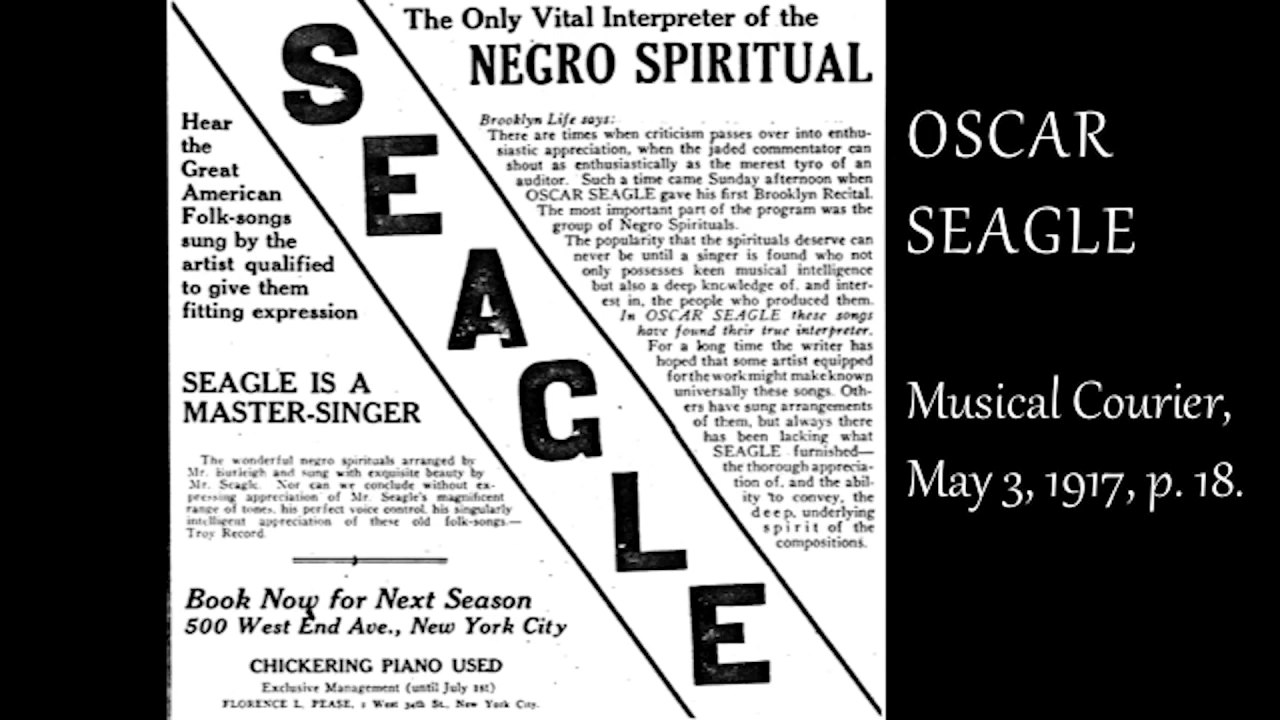 The Only Vital Interpreter of the
NEGRO SPIRITUAL
SEAGLE
Hear
the
Great
American
Folk-songs
sung by the
artist qualified
to give them
fitting expression
SEAGLE IS A
MASTER-SINGER
The wonderful negro spirituals arranged by
Mr. Burleigh and sung with exquisite beauty by
Mr. Seagle. Nor can we conclude without ex-
pressing appreciation of Mr. Seagle's magnificent
range of tones, his perfect voice control, his singularly
intelligent appreciation of these old folk-songs.—
Troy Record.
Book Now for Next Season
500 West End Ave., New York City
CHICKERING PIANO USED
Exclusive Management (until July 1st)
FLORENCE L. PEASE, 1 West 34th St., New York City.
Brooklyn Life says:
There are times when criticism passes over into enthu-
siastic appreciation, when the jaded commentator can
shout as enthusiastically as the merest tyro of an
auditor. Such a time came Sunday afternoon when
OSCAR SEAGLE gave his first Brooklyn Recital.
The most important part of the program was the
group of Negro Spirituals.
The popularity that the spirituals deserve can
never be until a singer is found who not
only possesses keen musical intelligence
but also a deep knowledge of, and inter-
est in, the people who produced them.
In OSCAR SEAGLE these songs
have found their true interpreter.
For a long time the writer has
hoped that some artist equipped
for the work might make known
universally these songs. Oth-
ers have sung arrangements
of them, but always there
has been lacking what
SEAGLE furnished—
the thorough apprecia-
tion of, and the abil-
ity to convey, the
deep, underlying
spirit of the
compositions.
OSCAR
SEAGLE
Musical Courier,
May 3, 1917, p. 18.